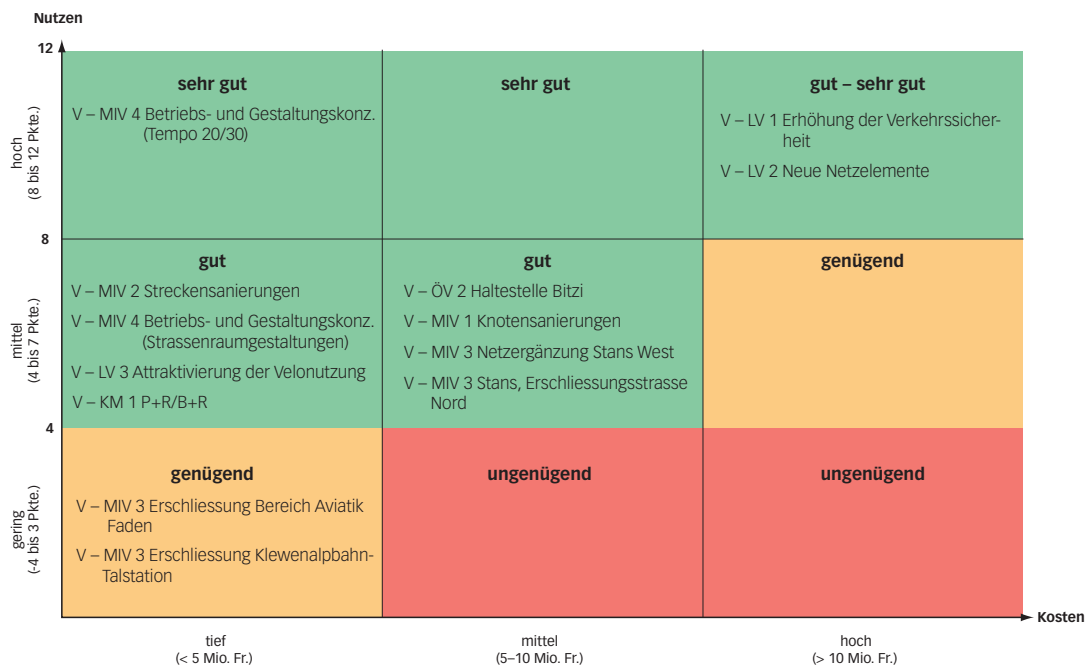 Nutzen
12
hoch
(8 bis 12 Pkte.)
sehr gut
V – MIV 4 Betriebs- und Gestaltungskonz.
(Tempo 20/30)
sehr gut
gut – sehr gut
V – LV 1 Erhöhung der Verkehrssicher-
heit
V – LV 2 Neue Netzelemente
8
mittel
(4 bis 7 Pkte.)
gut
V – MIV 2 Streckensanierungen
V – MIV 4 Betriebs- und Gestaltungskonz.
(Strassenraumgestaltungen)
V – LV 3 Attraktivierung der Velonutzung
V – KM 1 P+R/B+R
gut
V – ÖV 2 Haltestelle Bitzi
V – MIV 1 Knotensanierungen
V – MIV 3 Netzergänzung Stans West
V – MIV 3 Stans, Erschliessungsstrasse
Nord
genügend
4
gering
(-4 bis 3 Pkte.)
genügend
V – MIV 3 Erschliessung Bereich Aviatik
Faden
V – MIV 3 Erschliessung Klewenalpbahn-
Talstation
ungenügend
ungenügend
Kosten
tief
(< 5 Mio. Fr.)
mittel
(5–10 Mio. Fr.)
hoch
(> 10 Mio. Fr.)